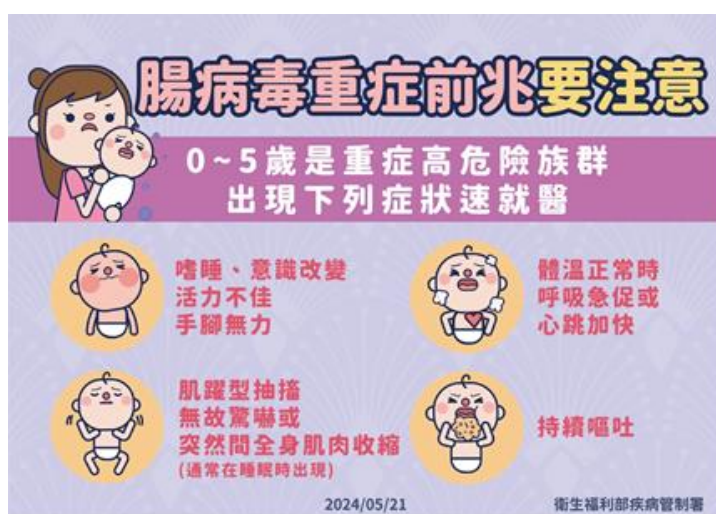 腸病毒重症前兆要注意
0~5歲是重症高危險族群
出現下列症狀速就醫
嗜睡、意識改變
活力不佳
手腳無力
體溫正常時
呼吸急促或
心跳加快
肌躍型抽搐
無故驚嚇或
突然間全身肌肉收縮
(通常在睡眠時出現)
持續嘔吐
2024/05/21
衛生福利部疾病管制署